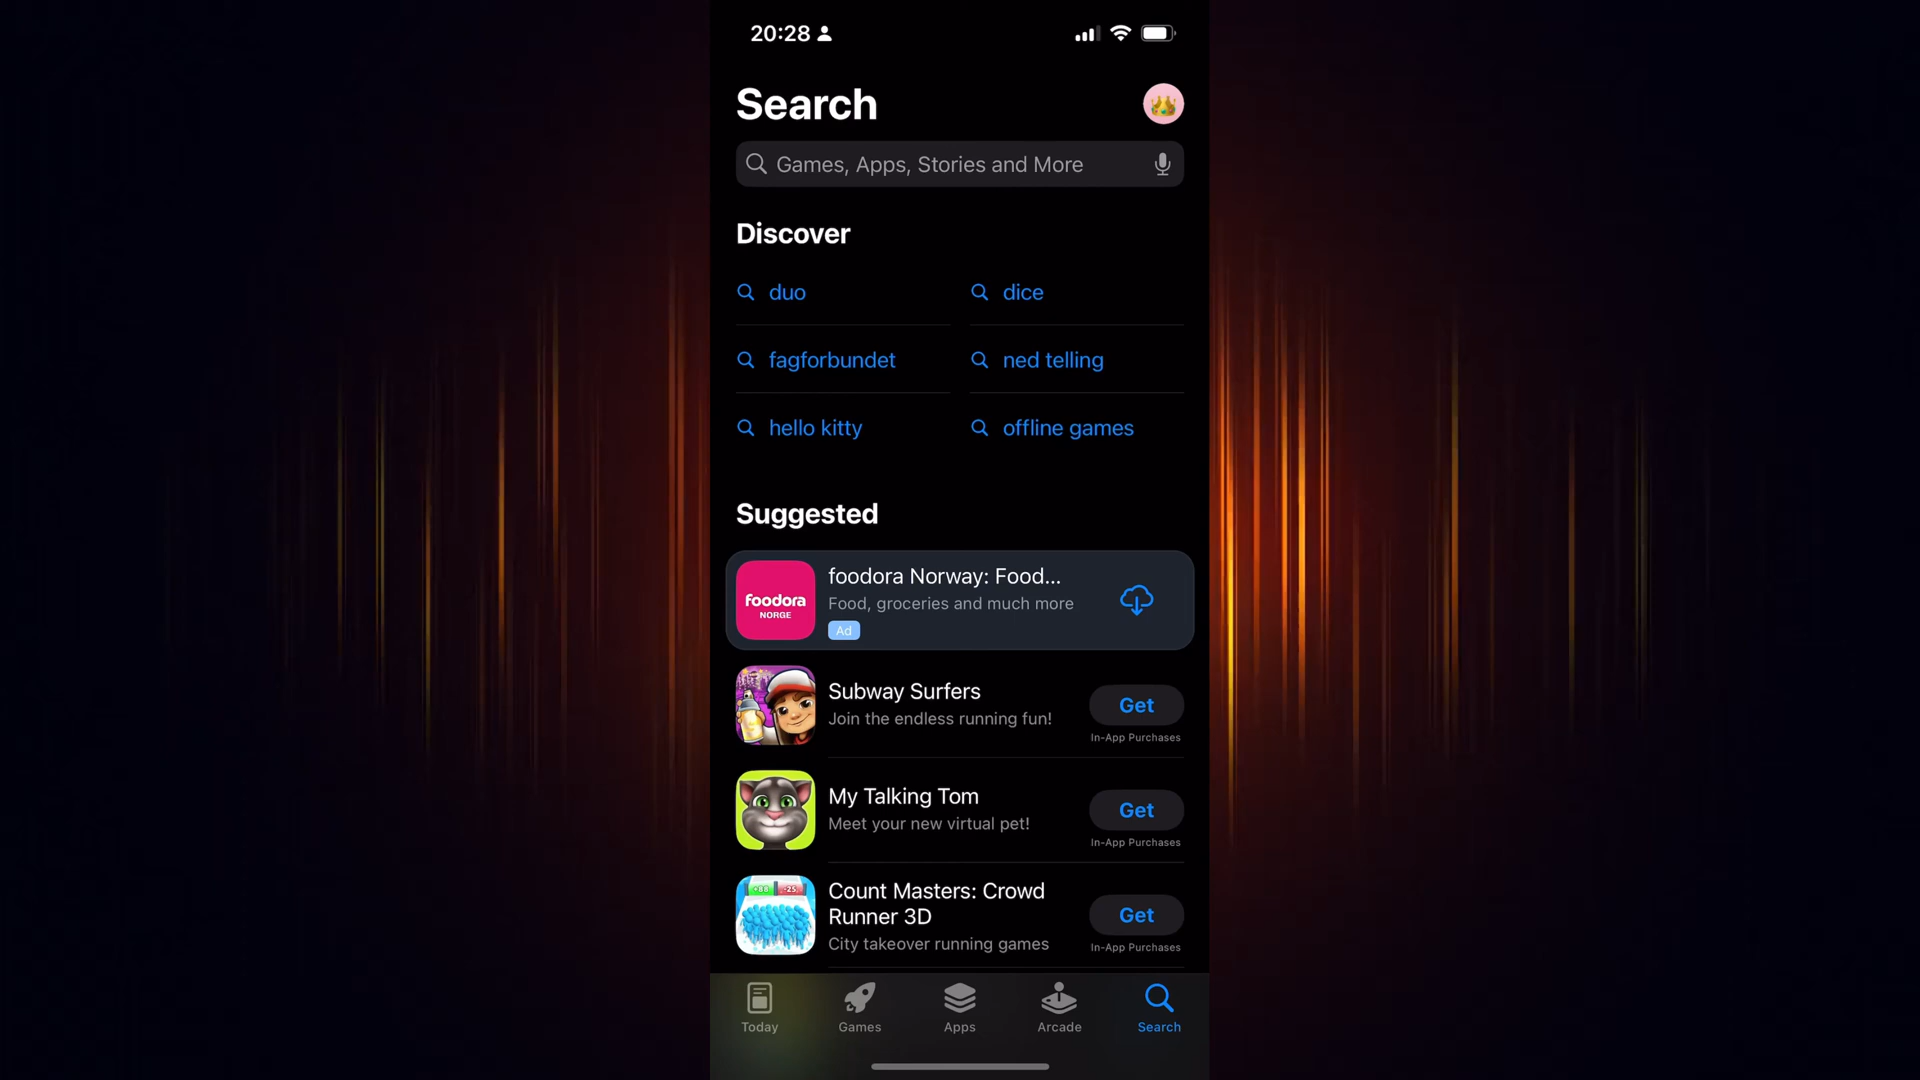 20:28
Search
Games, Apps, Stories and More
Discover
duo
dice
fagforbundet
ned telling
hello kitty
offline games
Suggested
foodora
NORGE
foodora Norway: Food...
Food, groceries and much more
Ad
Subway Surfers
Join the endless running fun!
Get
In-App Purchases
My Talking Tom
Meet your new virtual pet!
Get
In-App Purchases
+88 -25
Count Masters: Crowd
Runner 3D
City takeover running games
Get
In-App Purchases
Today
Games
Apps
Arcade
Search